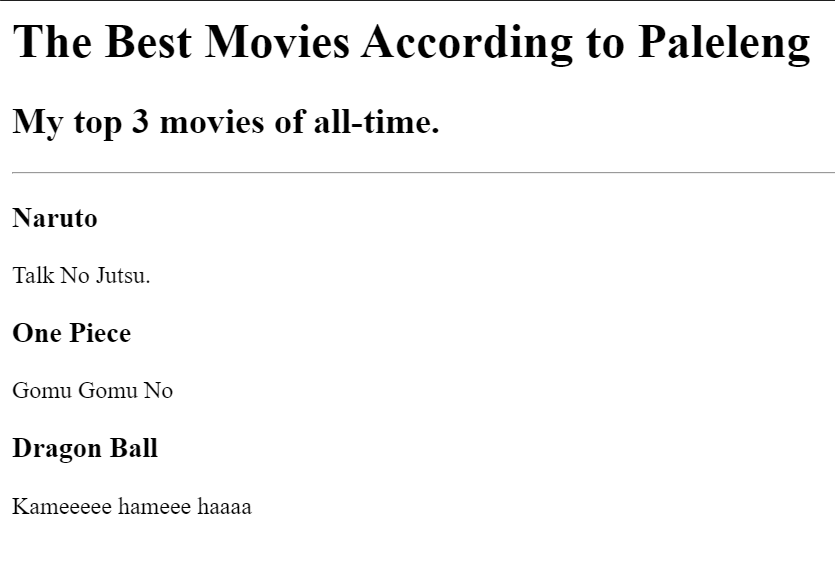 The Best Movies According to Paleleng
My top 3 movies of all-time.
Naruto
Talk No Jutsu.
One Piece
Gomu Gomu No
Dragon Ball
Kameeeee hameee haaaa